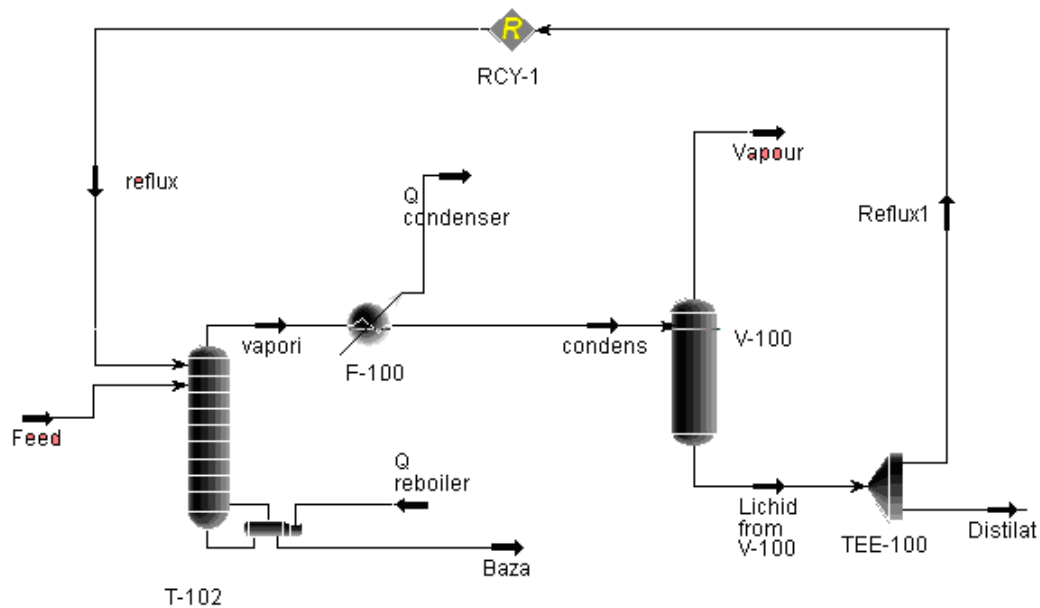 R
RCY-1
Vapour
reflux
Q
condenser
Reflux1
vapori
condens
V-100
F-100
Feed
Q
reboiler
Lichid
from
V-100
TEE-100
Distilat
Baza
T-102